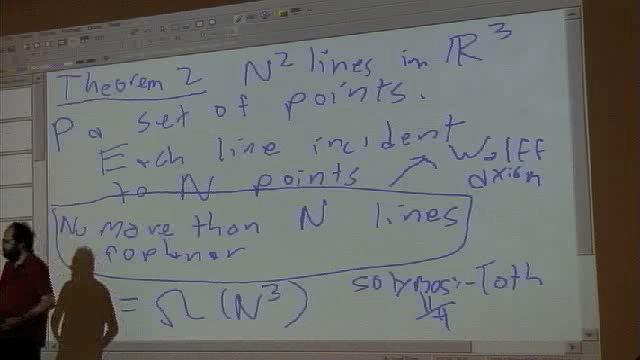 Theorem 2 N² lines in ℝ³
P a set of points.
Each line incident
to N points
Wolff
axiom
No more than N lines
coplanar
= Ω(N³)
-Toth